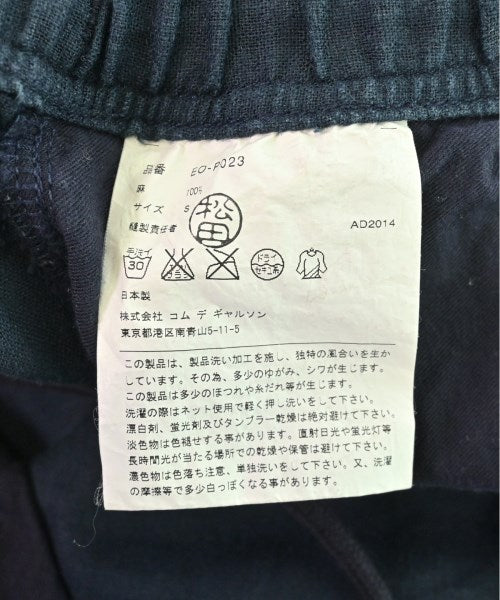 品番 EO-P023
麻 100%
サイズ S
縫製責任者 松田 AD2014
手洗イ 30 ドライ セキユ系
日本製
株式会社 コム デ ギャルソン
東京都港区南青山5-11-5
この製品は、製品洗い加工を施し、独特の風合いを生か
しています。その為、多少のゆがみ、シワが生じます。
この製品は多少のほつれや糸だれ等が生じます。
洗濯の際はネット使用で軽く押し洗いをして下さい。
漂白剤、蛍光剤及びタンブラー乾燥は絶対避けて下さい。
淡色物は色褪せする事があります。直射日光や蛍光灯等
長時間光が当たる場所での乾燥や保管は避けて下さい。
濃色物は色落ち注意、単独洗いをして下さい。又、洗濯
の摩擦等で多少白っぽくなる事があります。